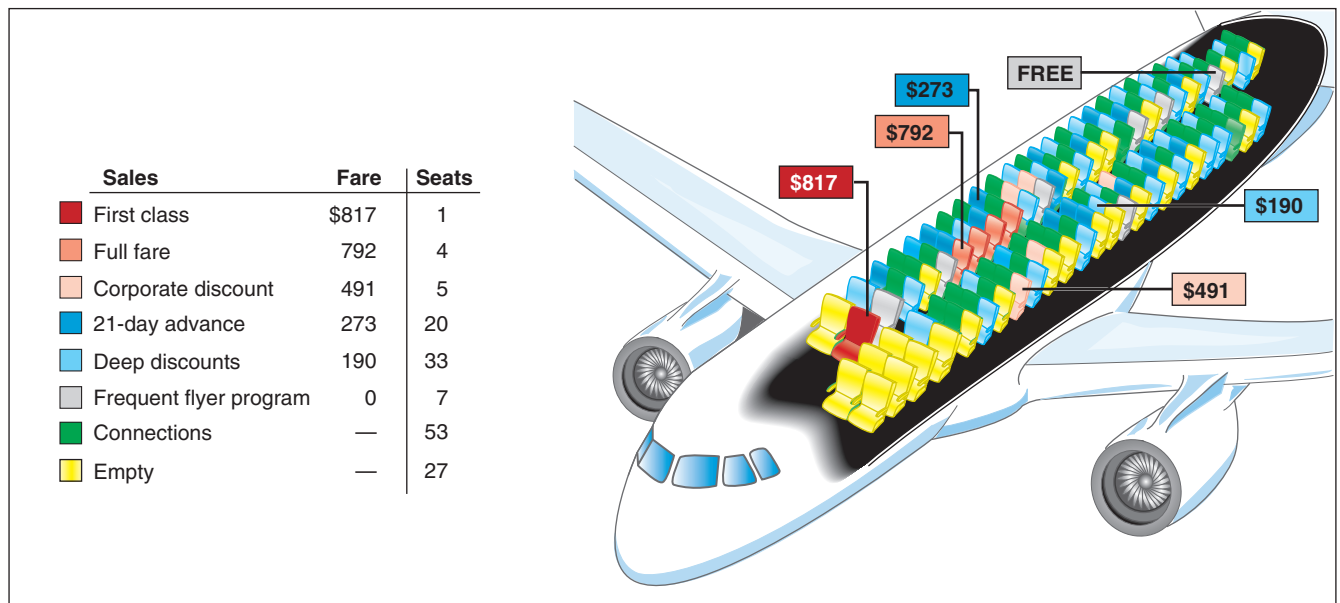 Sales Fare Seats
First class $817 1
Full fare 792 4
Corporate discount 491 5
21-day advance 273 20
Deep discounts 190 33
Frequent flyer program 0 7
Connections — 53
Empty — 27
FREE
$273
$792
$817
$190
$491